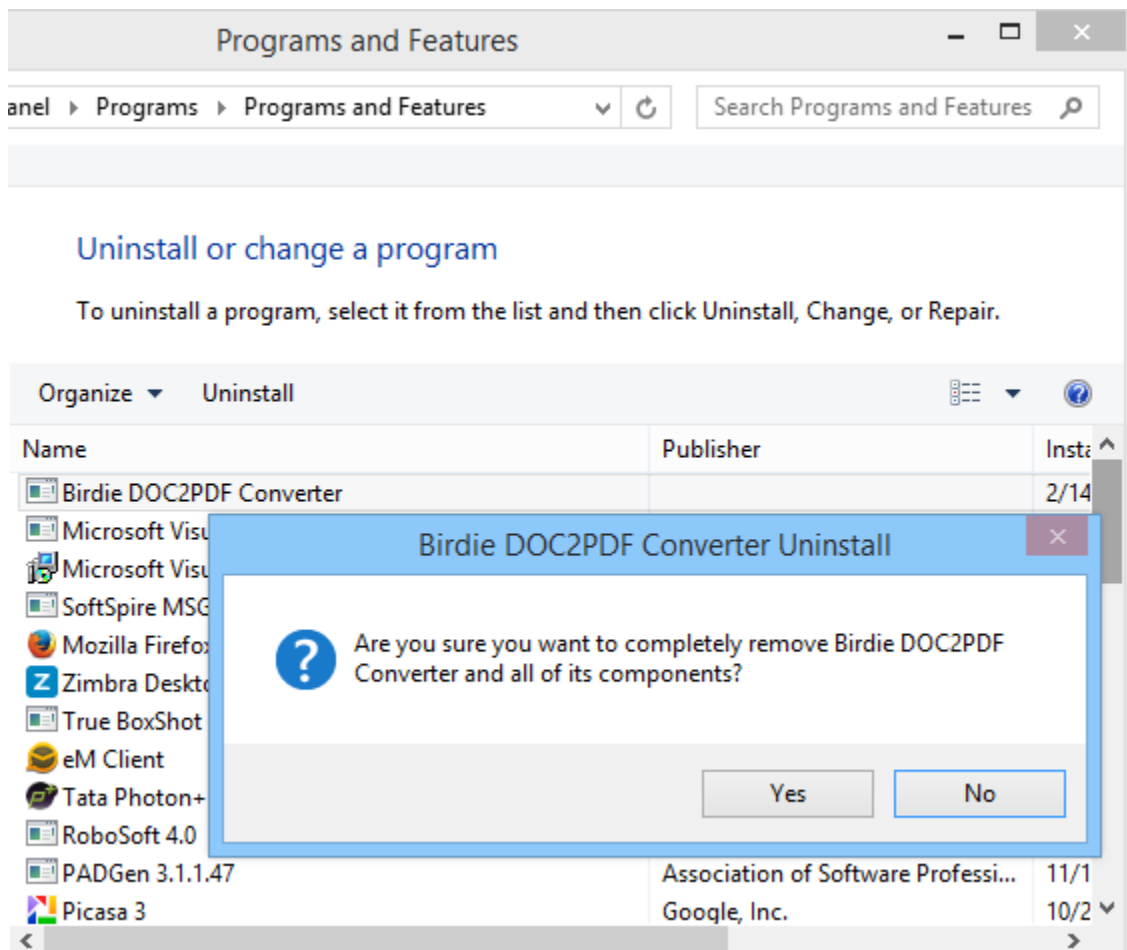 Programs and Features
anel Programs Programs and Features Search Programs and Features
Uninstall or change a program
To uninstall a program, select it from the list and then click Uninstall, Change, or Repair.
Organize Uninstall
Name Publisher Insta
Birdie DOC2PDF Converter 2/14
Microsoft Visu
Microsoft Visu
SoftSpire MSG
Mozilla Firefox
Zimbra Deskto
True BoxShot
eM Client
Tata Photon+
RoboSoft 4.0
PADGen 3.1.1.47 Association of Software Professi... 11/1
Picasa 3 Google, Inc. 10/2
Birdie DOC2PDF Converter Uninstall
Are you sure you want to completely remove Birdie DOC2PDF
Converter and all of its components?
Yes No